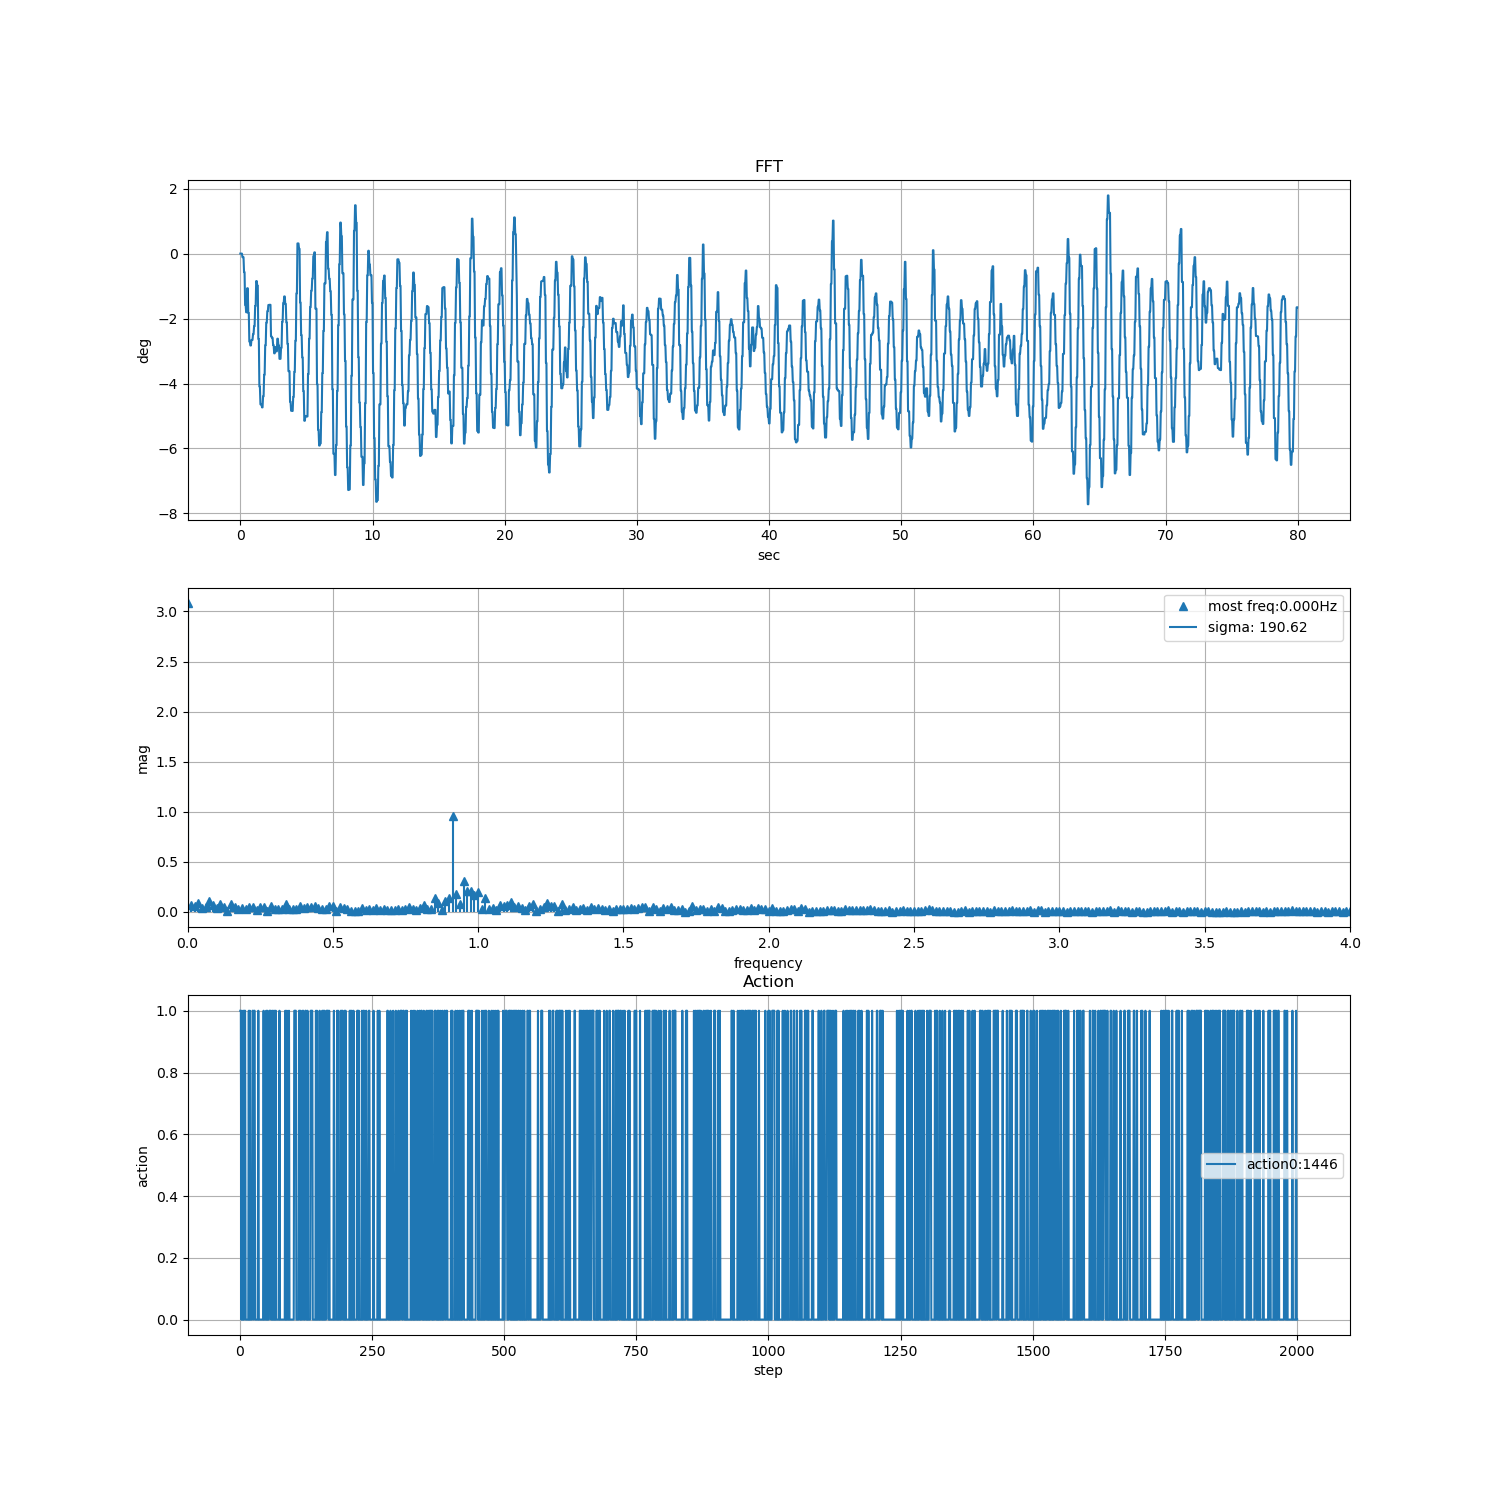 FFT
2
0
−2
−4
−6
−8
deg
0 10 20 30 40 50 60 70 80
sec
3.0
2.5
2.0
1.5
1.0
0.5
0.0
mag
most freq:0.000Hz
sigma: 190.62
0.0 0.5 1.0 1.5 2.0 2.5 3.0 3.5 4.0
frequency
Action
1.0
0.8
0.6
0.4
0.2
0.0
action
action0:1446
0 250 500 750 1000 1250 1500 1750 2000
step